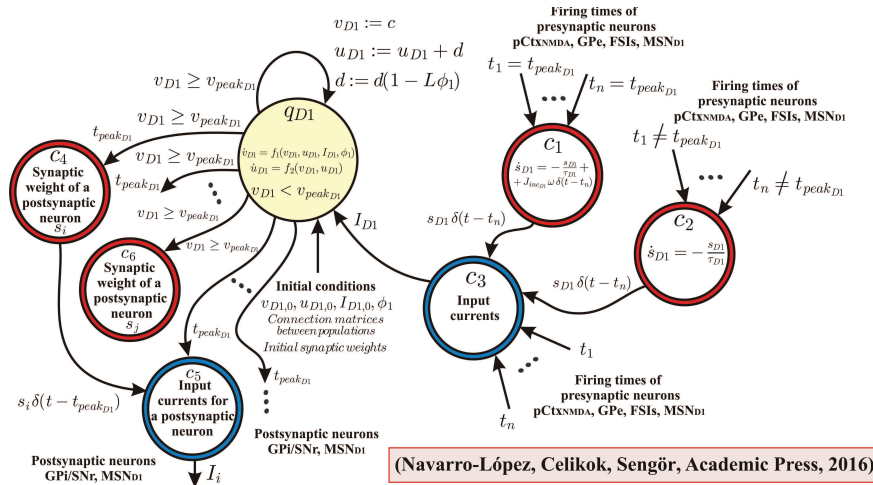 v_{D1} := c
u_{D1} := u_{D1} + d
d := d(1 − Lϕ_1)
v_{D1} ≥ v_{peak_{D1}}
q_{D1}
v̇_{D1} = f_1(v_{D1}, u_{D1}, I_{D1}, ϕ_1)
u̇_{D1} = f_2(v_{D1}, u_{D1})
v_{D1} < v_{peak_{D1}}
v_{D1} ≥ v_{peak_{D1}}
t_{peak_{D1}}
v_{D1} ≥ v_{peak_{D1}}
t_{peak_{D1}}
v_{D1} ≥ v_{peak_{D1}}
v_{D1} ≥ v_{peak_{D1}}
c_4
Synaptic
weight of a
postsynaptic
neuron
s_i
c_6
Synaptic
weight of a
postsynaptic
neuron
s_j
Initial conditions
v_{D1,0}, u_{D1,0}, I_{D1,0}, ϕ_1
Connection matrices
between populations
Initial synaptic weights
t_{peak_{D1}}
t_{peak_{D1}}
c_5
Input
currents for
a postsynaptic
neuron
s_i δ(t − t_{peak_{D1}})
Postsynaptic neurons
GPi/SNr, MSN_{D1}
I_i
Postsynaptic neurons
GPi/SNr, MSN_{D1}
Firing times of
presynaptic neurons
pCtx_{NMDA}, GPe, FSIs, MSN_{D1}
t_1 = t_{peak_{D1}}
t_n = t_{peak_{D1}}
c_1
ṡ_{D1} = − s_{D1}/τ_{D1} +
+ J_{inc_{D1}} ω δ(t − t_n)
Firing times of
presynaptic neurons
pCtx_{NMDA}, GPe, FSIs, MSN_{D1}
t_1 ≠ t_{peak_{D1}}
t_n ≠ t_{peak_{D1}}
c_2
ṡ_{D1} = − s_{D1}/τ_{D1}
I_{D1}
s_{D1} δ(t − t_n)
s_{D1} δ(t − t_n)
c_3
Input
currents
t_1
t_n
Firing times of
presynaptic neurons
pCtx_{NMDA}, GPe, FSIs, MSN_{D1}
(Navarro-López, Celikok, Sengör, Academic Press, 2016)